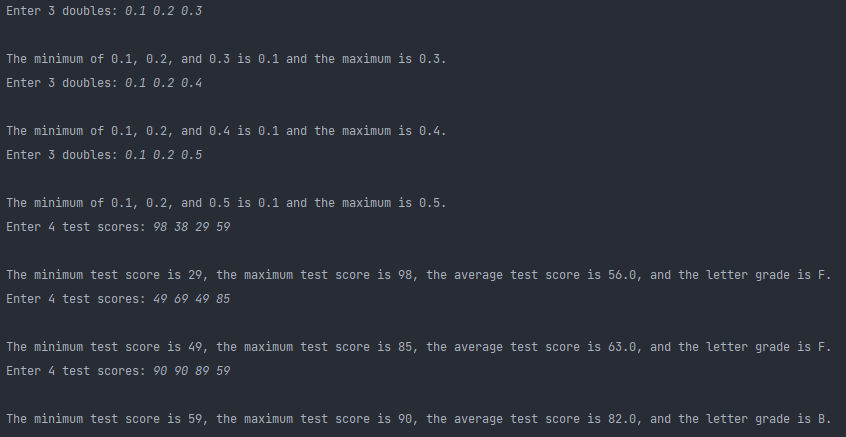 Enter 3 doubles: 0.1 0.2 0.3
The minimum of 0.1, 0.2, and 0.3 is 0.1 and the maximum is 0.3.
Enter 3 doubles: 0.1 0.2 0.4
The minimum of 0.1, 0.2, and 0.4 is 0.1 and the maximum is 0.4.
Enter 3 doubles: 0.1 0.2 0.5
The minimum of 0.1, 0.2, and 0.5 is 0.1 and the maximum is 0.5.
Enter 4 test scores: 98 38 29 59
The minimum test score is 29, the maximum test score is 98, the average test score is 56.0, and the letter grade is F.
Enter 4 test scores: 49 69 49 85
The minimum test score is 49, the maximum test score is 85, the average test score is 63.0, and the letter grade is F.
Enter 4 test scores: 90 90 89 59
The minimum test score is 59, the maximum test score is 90, the average test score is 82.0, and the letter grade is B.